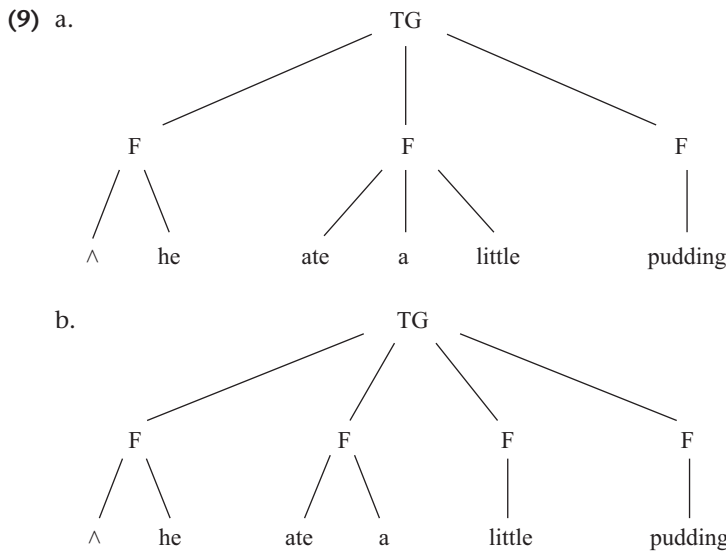 (9) a. TG
F F F
^ he ate a little pudding
b. TG
F F F F
^ he ate a little pudding